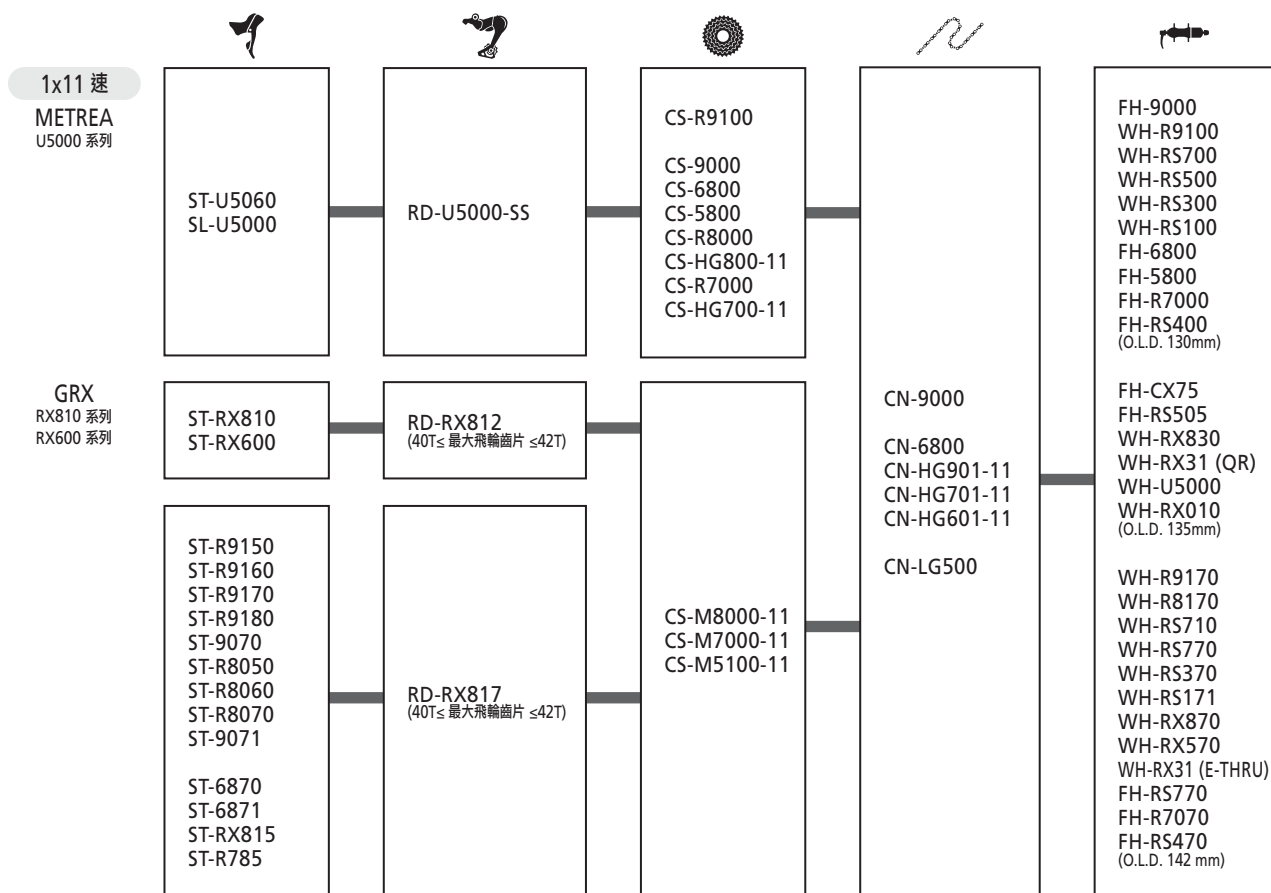 1x11 速
METREA
U5000 系列
ST-U5060
SL-U5000
RD-U5000-SS
CS-R9100
CS-9000
CS-6800
CS-5800
CS-R8000
CS-HG800-11
CS-R7000
CS-HG700-11
GRX
RX810 系列
RX600 系列
ST-RX810
ST-RX600
RD-RX812
(40T≤ 最大飛輪齒片 ≤42T)
ST-R9150
ST-R9160
ST-R9170
ST-R9180
ST-9070
ST-R8050
ST-R8060
ST-R8070
ST-9071
ST-6870
ST-6871
ST-RX815
ST-R785
RD-RX817
(40T≤ 最大飛輪齒片 ≤42T)
CS-M8000-11
CS-M7000-11
CS-M5100-11
CN-9000
CN-6800
CN-HG901-11
CN-HG701-11
CN-HG601-11
CN-LG500
FH-9000
WH-R9100
WH-RS700
WH-RS500
WH-RS300
WH-RS100
FH-6800
FH-5800
FH-R7000
FH-RS400
(O.L.D. 130mm)
FH-CX75
FH-RS505
WH-RX830
WH-RX31 (QR)
WH-U5000
WH-RX010
(O.L.D. 135mm)
WH-R9170
WH-R8170
WH-RS710
WH-RS770
WH-RS370
WH-RS171
WH-RX870
WH-RX570
WH-RX31 (E-THRU)
FH-RS770
FH-R7070
FH-RS470
(O.L.D. 142 mm)